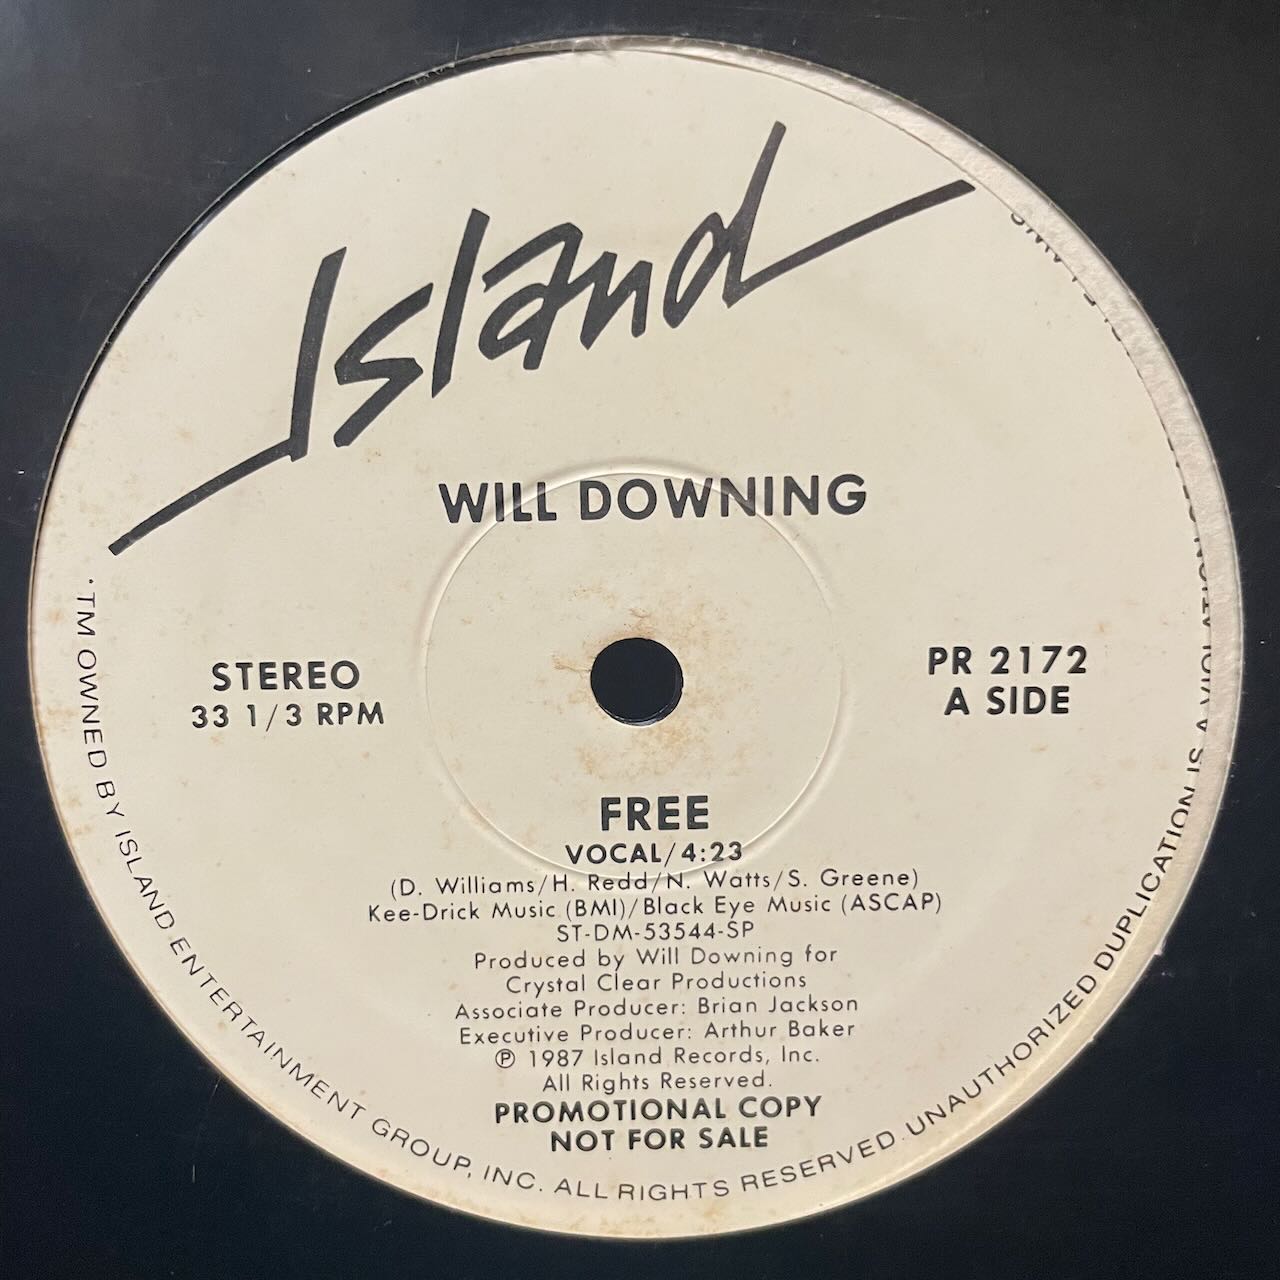 Island
WILL DOWNING
STEREO
33 1/3 RPM
PR 2172
A SIDE
FREE
VOCAL/4:23
(D. Williams/H. Redd/N. Watts/S. Greene)
Kee-Drick Music (BMI)/Black Eye Music (ASCAP)
ST-DM-53544-SP
Produced by Will Downing for
Crystal Clear Productions
Associate Producer: Brian Jackson
Executive Producer: Arthur Baker
℗ 1987 Island Records, Inc.
All Rights Reserved.
PROMOTIONAL COPY
NOT FOR SALE
*TM OWNED BY ISLAND ENTERTAINMENT GROUP, INC. ALL RIGHTS RESERVED. UNAUTHORIZED DUPLICATION IS A VIOLATION